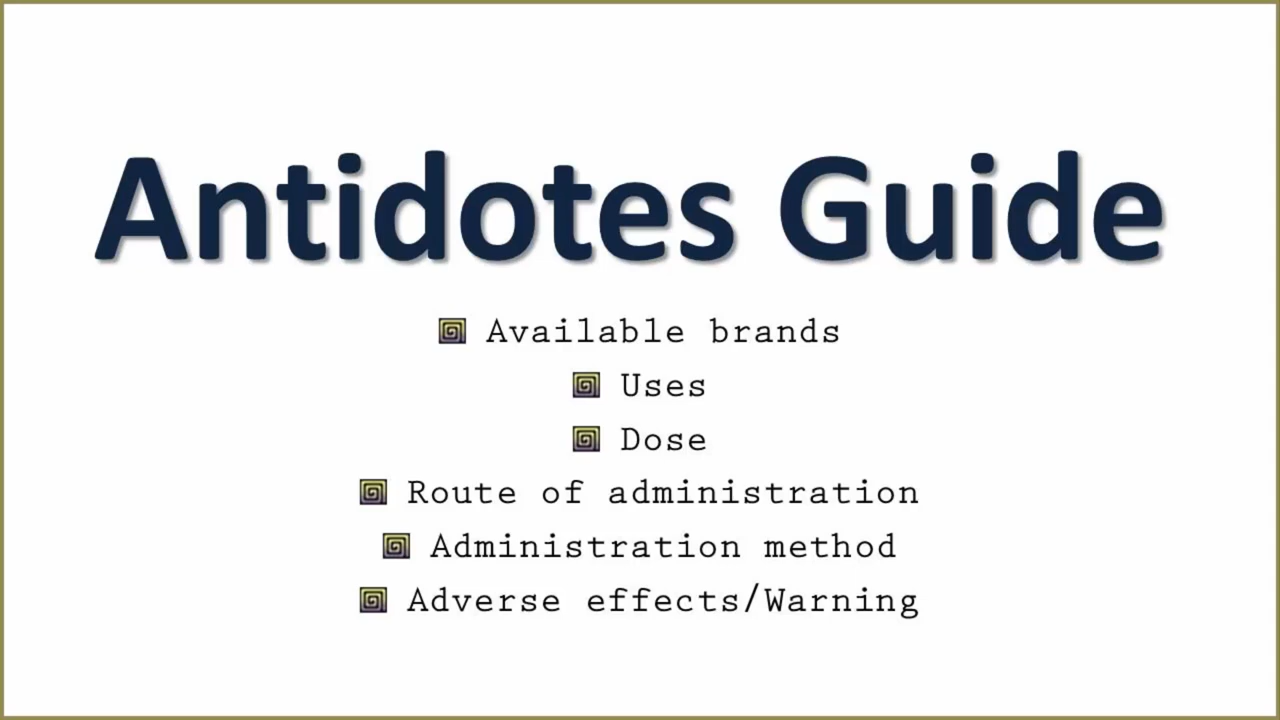 Antidotes Guide
Available brands
Uses
Dose
Route of administration
Administration method
Adverse effects/Warning